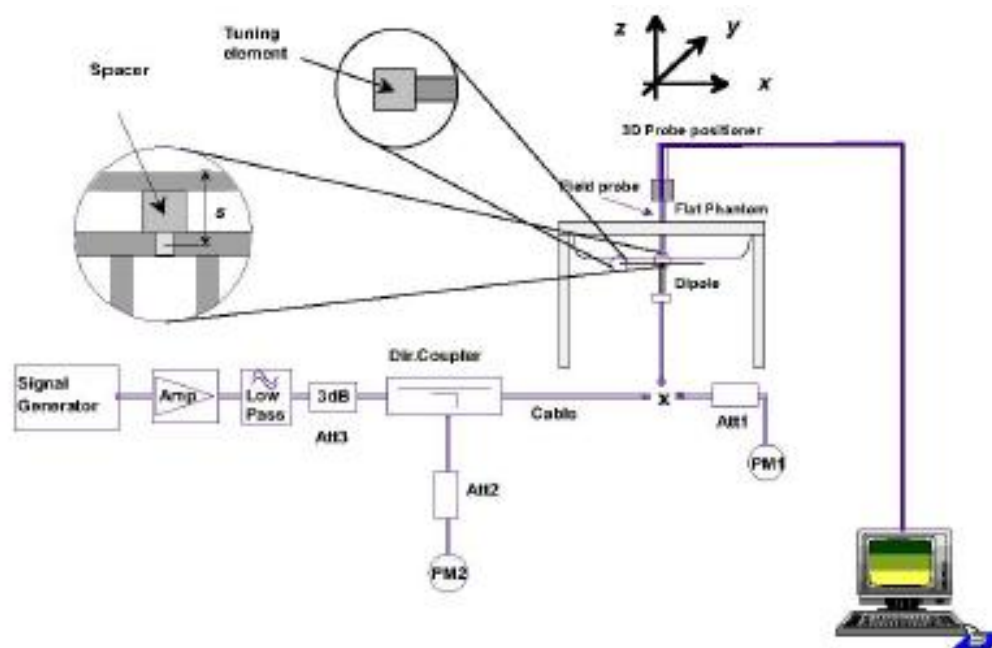 Tuning
element
Spacer
z
y
x
3D Probe positioner
Field probe
Flat Phantom
s
Dipole
Dir.Coupler
Signal
Generator
Amp
Low
Pass
3dB
Att3
Cable
x
Att1
PM1
Att2
PM2